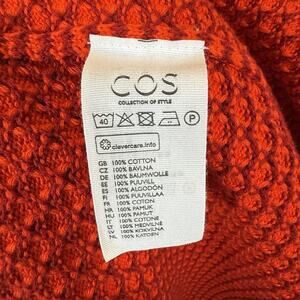 COS
COLLECTION OF STYLE
40 P
clevercare.info
GB 100% COTTON
CZ 100% BAVLNA
DE 100% BAUMWOLLE
EE 100% PUUVILL
ES 100% ALGODÓN
FI 100% PUUVILLAA
FR 100% COTON
HR 100% PAMUK
HU 100% PAMUT
IT 100% COTONE
LT 100% MEDVILNĖ
LV 100% KOKVILNA
NL 100% KATOEN